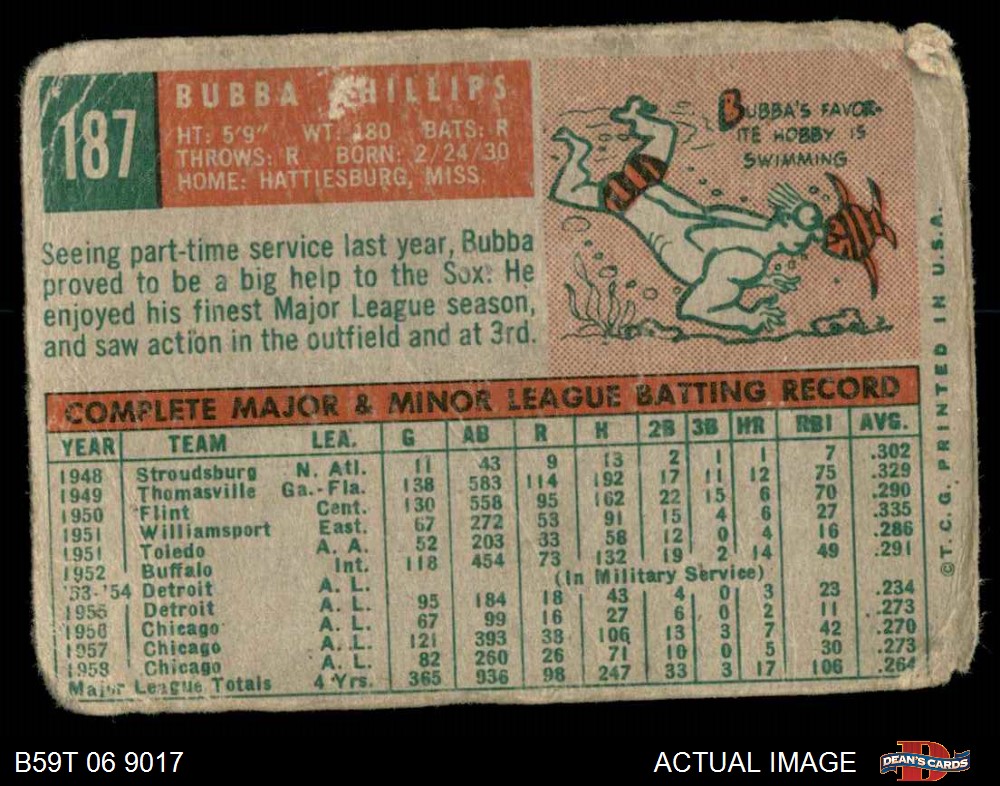 187
BUBBA PHILLIPS
HT: 5'9" WT: 180 BATS: R
THROWS: R BORN: 2/24/30
HOME: HATTIESBURG, MISS.
BUBBA'S FAVOR-
ITE HOBBY IS
SWIMMING
Seeing part-time service last year, Bubba
proved to be a big help to the Sox. He
enjoyed his finest Major League season,
and saw action in the outfield and at 3rd.
COMPLETE MAJOR & MINOR LEAGUE BATTING RECORD
YEAR TEAM LEA. G AB R H 2B 3B HR RBI AVG.
1948 Stroudsburg N. Atl. 11 43 9 13 2 1 1 7 .302
1949 Thomasville Ga.-Fla. 138 583 114 192 17 11 12 75 .329
1950 Flint Cent. 130 558 95 162 22 15 6 70 .290
1951 Williamsport East. 67 272 53 91 15 4 6 27 .335
1951 Toledo A. A. 52 203 33 58 12 0 4 16 .286
1952 Buffalo Int. 118 454 73 132 19 2 14 49 .291
'53-'54 Detroit A. L. (In Military Service)
1955 Detroit A. L. 95 184 18 43 4 0 3 23 .234
1956 Chicago A. L. 67 99 16 27 6 0 2 11 .273
1957 Chicago A. L. 121 393 38 106 13 3 7 42 .270
1958 Chicago A. L. 82 260 26 71 10 0 5 30 .273
Major League Totals 4 Yrs. 365 936 98 247 33 3 17 106 .264
©T. C. G. PRINTED IN U.S.A.
B59T 06 9017
ACTUAL IMAGE
D
DEAN'S CARDS